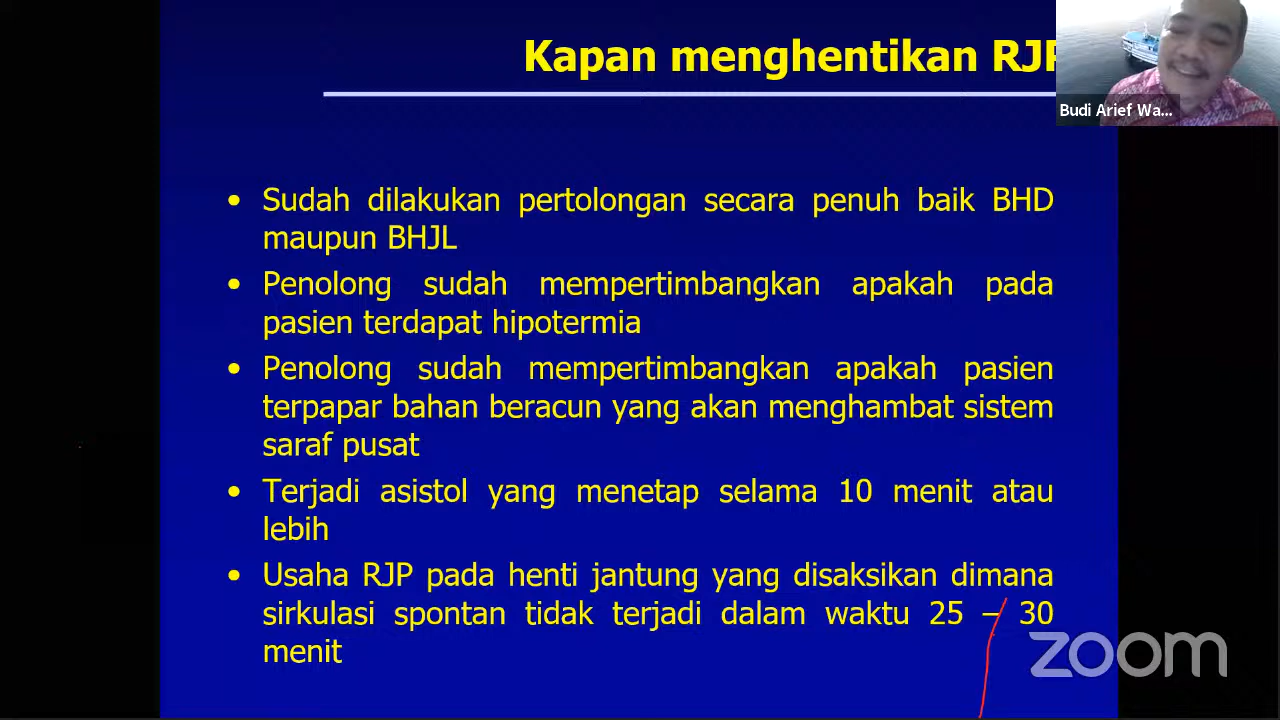 Kapan menghentikan RJP
Budi Arief Wa...
• Sudah dilakukan pertolongan secara penuh baik BHD
maupun BHJL
• Penolong sudah mempertimbangkan apakah pada
pasien terdapat hipotermia
• Penolong sudah mempertimbangkan apakah pasien
terpapar bahan beracun yang akan menghambat sistem
saraf pusat
• Terjadi asistol yang menetap selama 10 menit atau
lebih
• Usaha RJP pada henti jantung yang disaksikan dimana
sirkulasi spontan tidak terjadi dalam waktu 25 – 30
menit
zoom